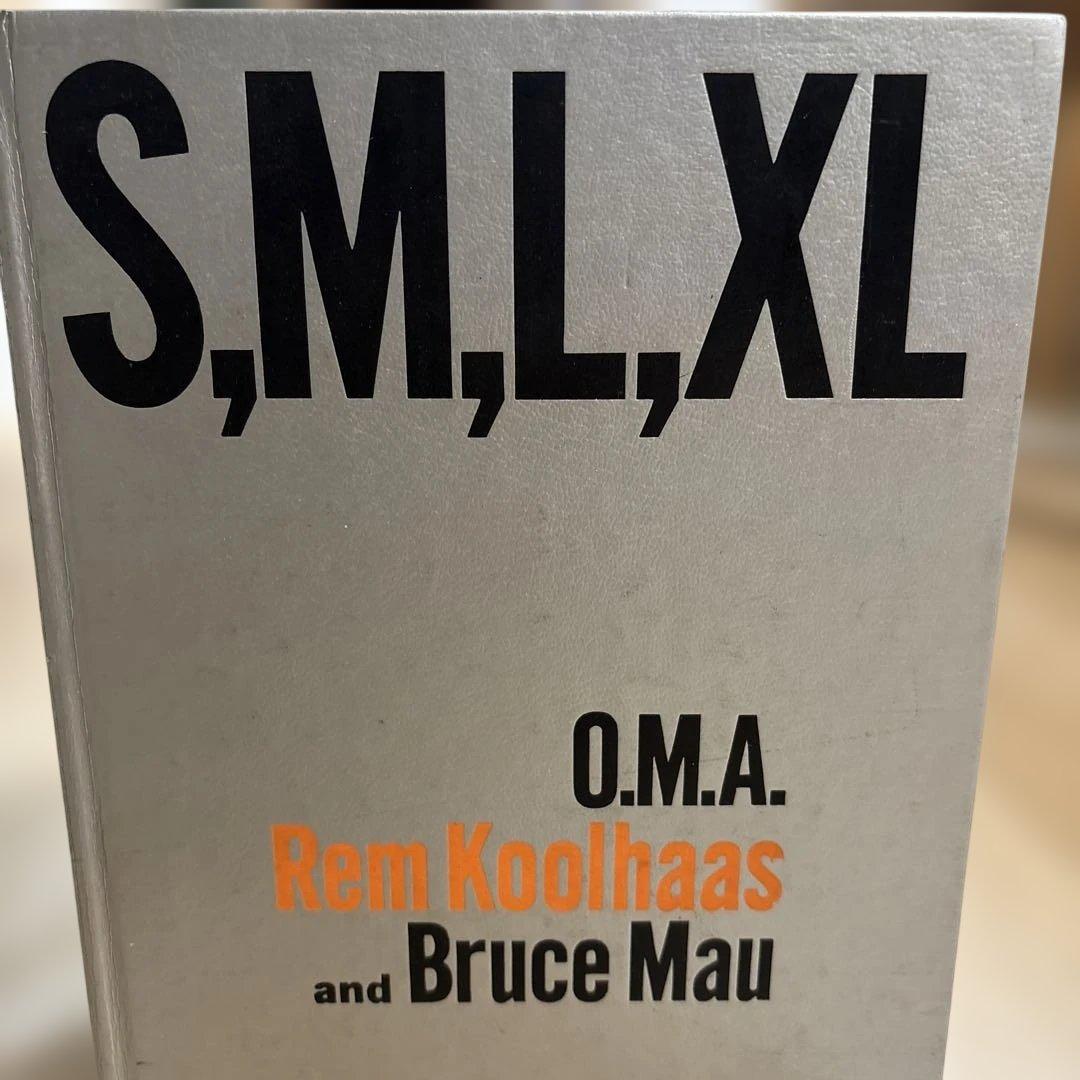 S,M,L,XL
O.M.A.
Rem Koolhaas
and Bruce Mau